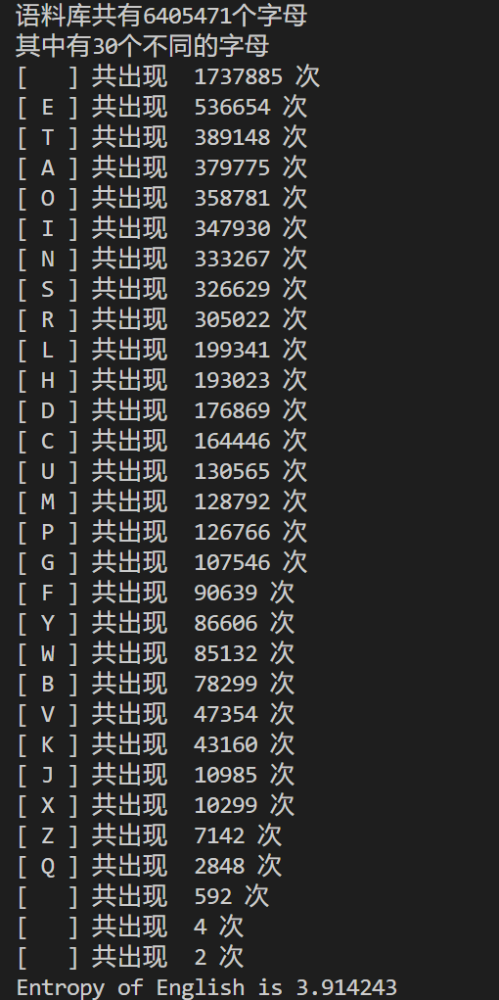 语料库共有6405471个字母
其中有30个不同的字母
[   ] 共出现  1737885 次
[ E ] 共出现  536654 次
[ T ] 共出现  389148 次
[ A ] 共出现  379775 次
[ O ] 共出现  358781 次
[ I ] 共出现  347930 次
[ N ] 共出现  333267 次
[ S ] 共出现  326629 次
[ R ] 共出现  305022 次
[ L ] 共出现  199341 次
[ H ] 共出现  193023 次
[ D ] 共出现  176869 次
[ C ] 共出现  164446 次
[ U ] 共出现  130565 次
[ M ] 共出现  128792 次
[ P ] 共出现  126766 次
[ G ] 共出现  107546 次
[ F ] 共出现  90639 次
[ Y ] 共出现  86606 次
[ W ] 共出现  85132 次
[ B ] 共出现  78299 次
[ V ] 共出现  47354 次
[ K ] 共出现  43160 次
[ J ] 共出现  10985 次
[ X ] 共出现  10299 次
[ Z ] 共出现  7142 次
[ Q ] 共出现  2848 次
[   ] 共出现  592 次
[   ] 共出现  4 次
[   ] 共出现  2 次
Entropy of English is 3.914243